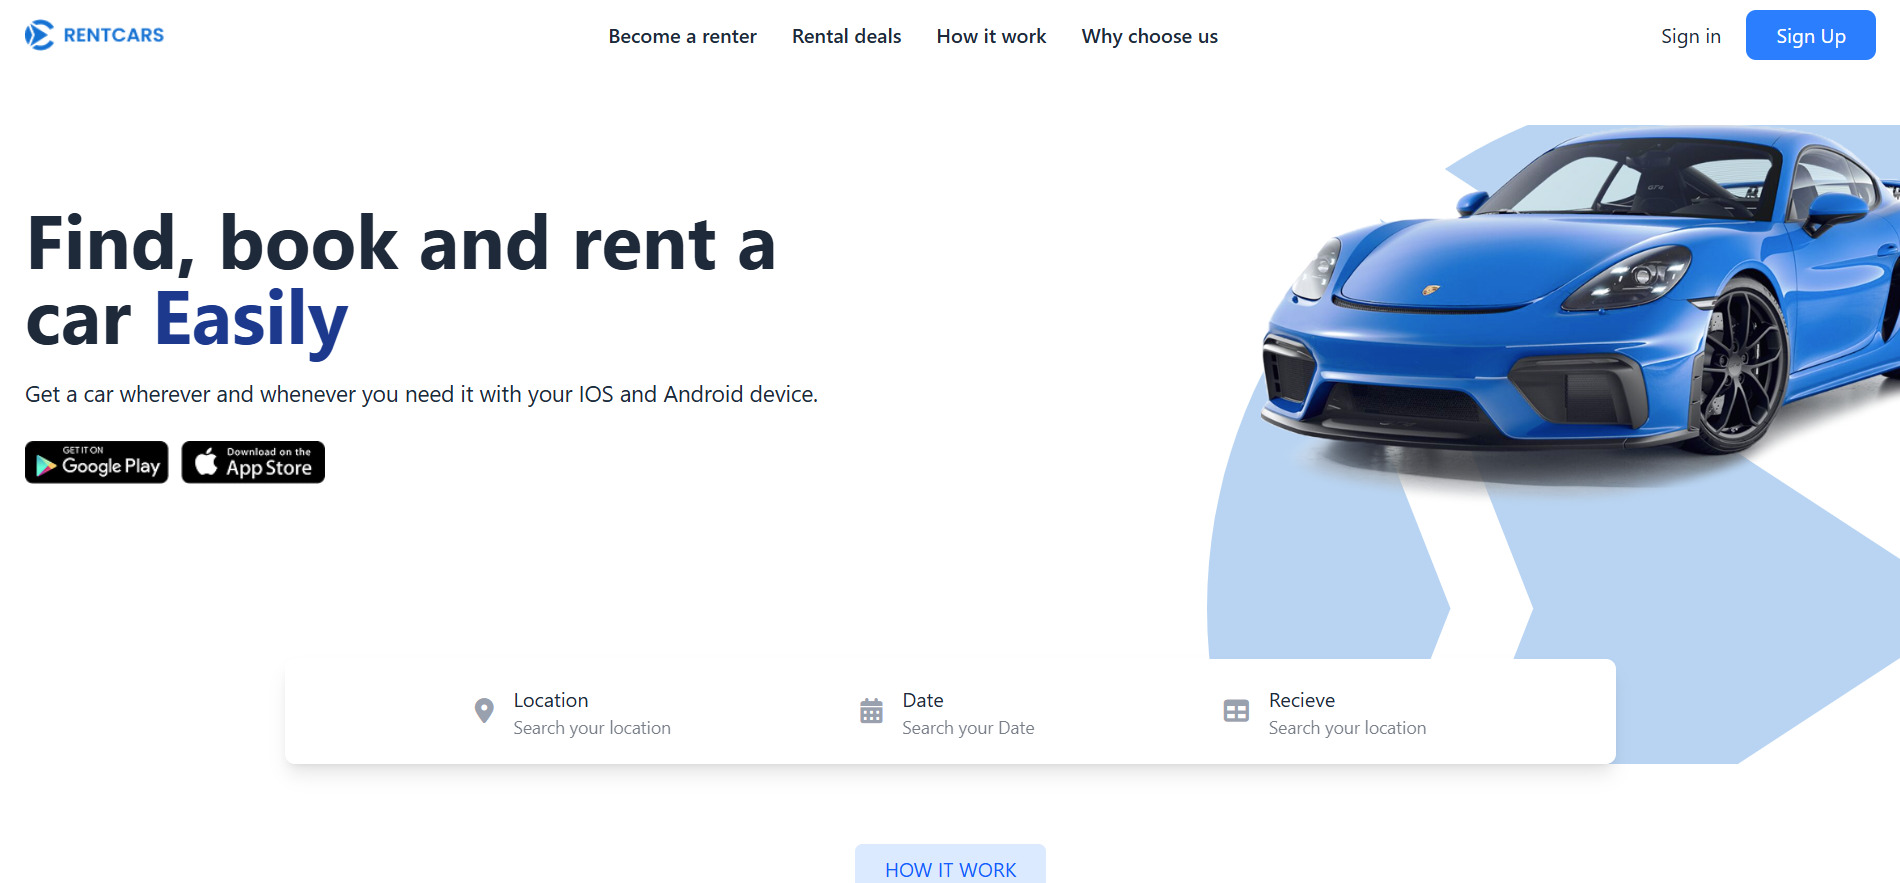 RENTCARS
Become a renter
Rental deals
How it work
Why choose us
Sign in
Sign Up
Find, book and rent a
car Easily
Get a car wherever and whenever you need it with your IOS and Android device.
GET IT ON
Google Play
Download on the
App Store
Location
Search your location
Date
Search your Date
Recieve
Search your location
HOW IT WORK